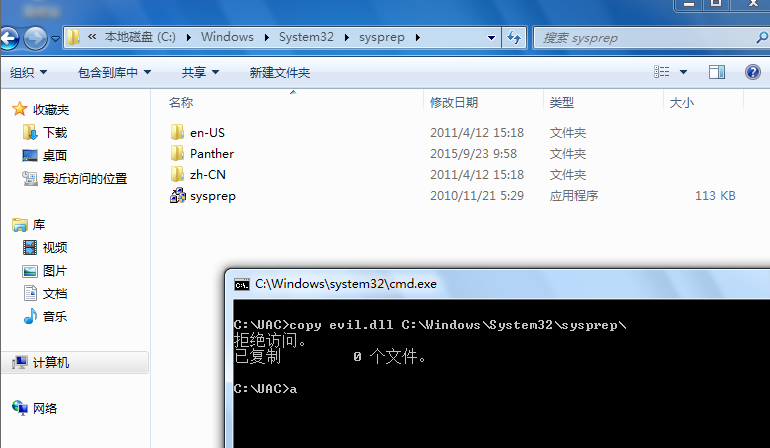 « 本地磁盘 (C:) Windows System32 sysprep
搜索 sysprep
组织 包含到库中 共享 新建文件夹
名称 修改日期 类型 大小
收藏夹
下载
桌面
最近访问的位置
库
视频
图片
文档
音乐
计算机
网络
en-US 2011/4/12 15:18 文件夹
Panther 2015/9/23 9:58 文件夹
zh-CN 2011/4/12 15:18 文件夹
sysprep 2010/11/21 5:29 应用程序 113 KB
C:\Windows\system32\cmd.exe
C:\UAC>copy evil.dll C:\Windows\System32\sysprep\
拒绝访问。
已复制 0 个文件。
C:\UAC>a